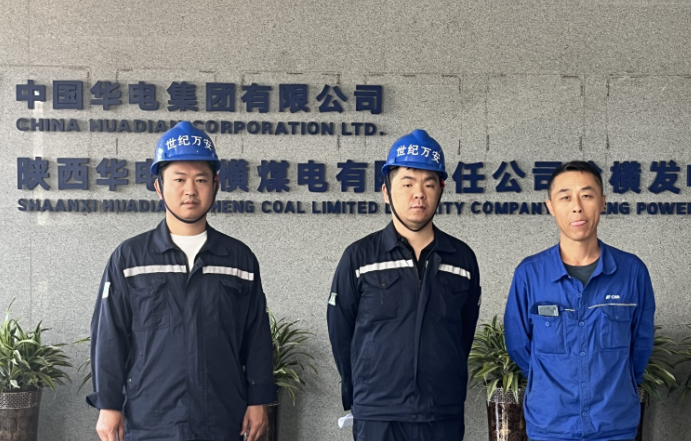 中国华电集团有限公司
CHINA HUADIAN CORPORATION LTD.
世纪万安
世纪万安
陕西华电 横煤电有限 任公司 横发电
SHAANXI HUADIAN HENG COAL LIMITED COMPANY POWER